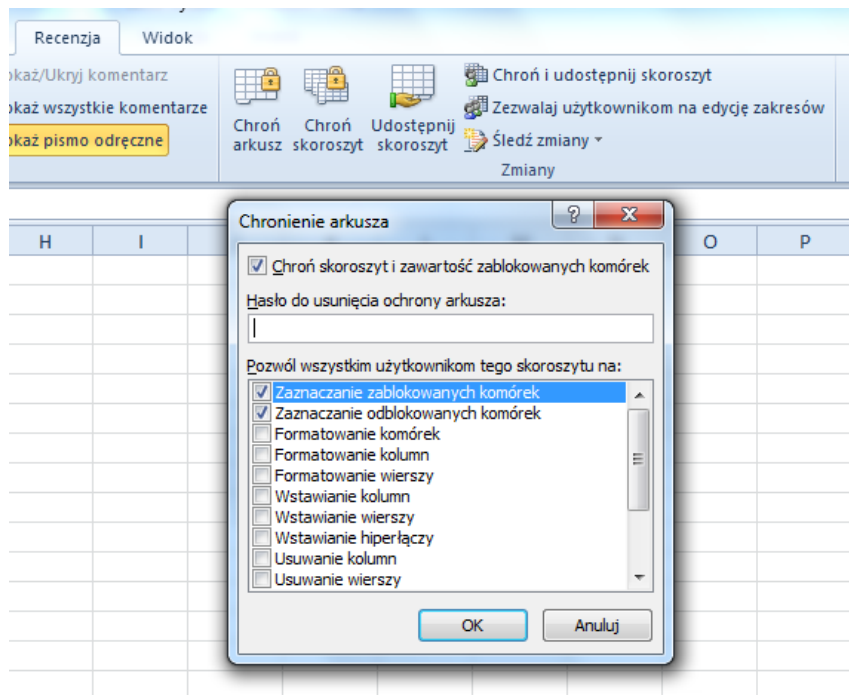 Recenzja Widok
każ/Ukryj komentarz
każ wszystkie komentarze
każ pismo odręczne
Chroń arkusz
Chroń skoroszyt
Udostępnij skoroszyt
Chroń i udostępnij skoroszyt
Zezwalaj użytkownikom na edycję zakresów
Śledź zmiany
Zmiany
Chronienie arkusza
?
H I O P
Chroń skoroszyt i zawartość zablokowanych komórek
Hasło do usunięcia ochrony arkusza:
Pozwól wszystkim użytkownikom tego skoroszytu na:
Zaznaczanie zablokowanych komórek
Zaznaczanie odblokowanych komórek
Formatowanie komórek
Formatowanie kolumn
Formatowanie wierszy
Wstawianie kolumn
Wstawianie wierszy
Wstawianie hiperłączy
Usuwanie kolumn
Usuwanie wierszy
OK Anuluj